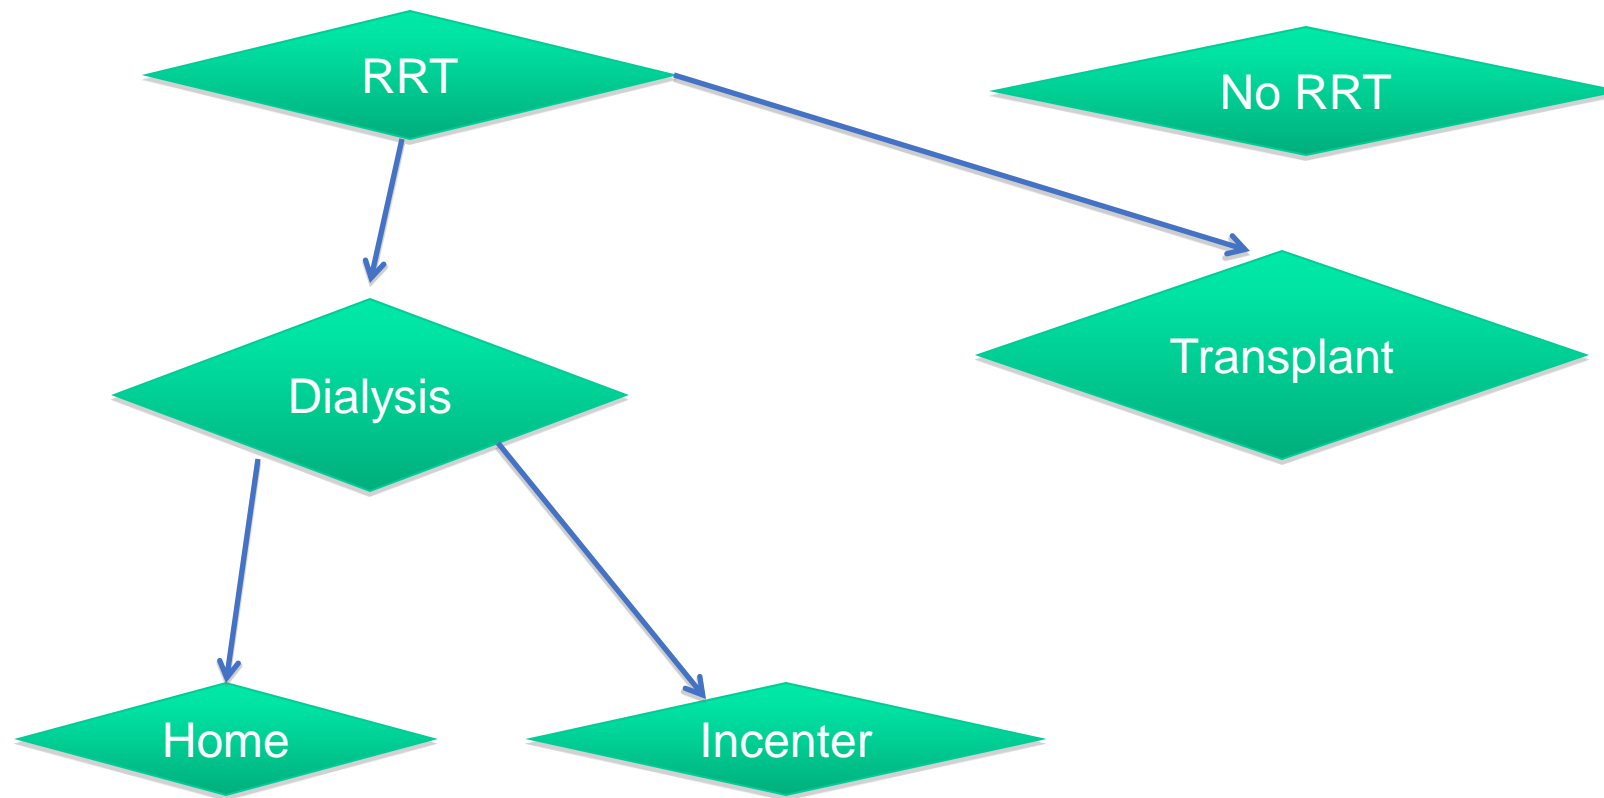 RRT
No RRT
Transplant
Dialysis
Home
Incenter